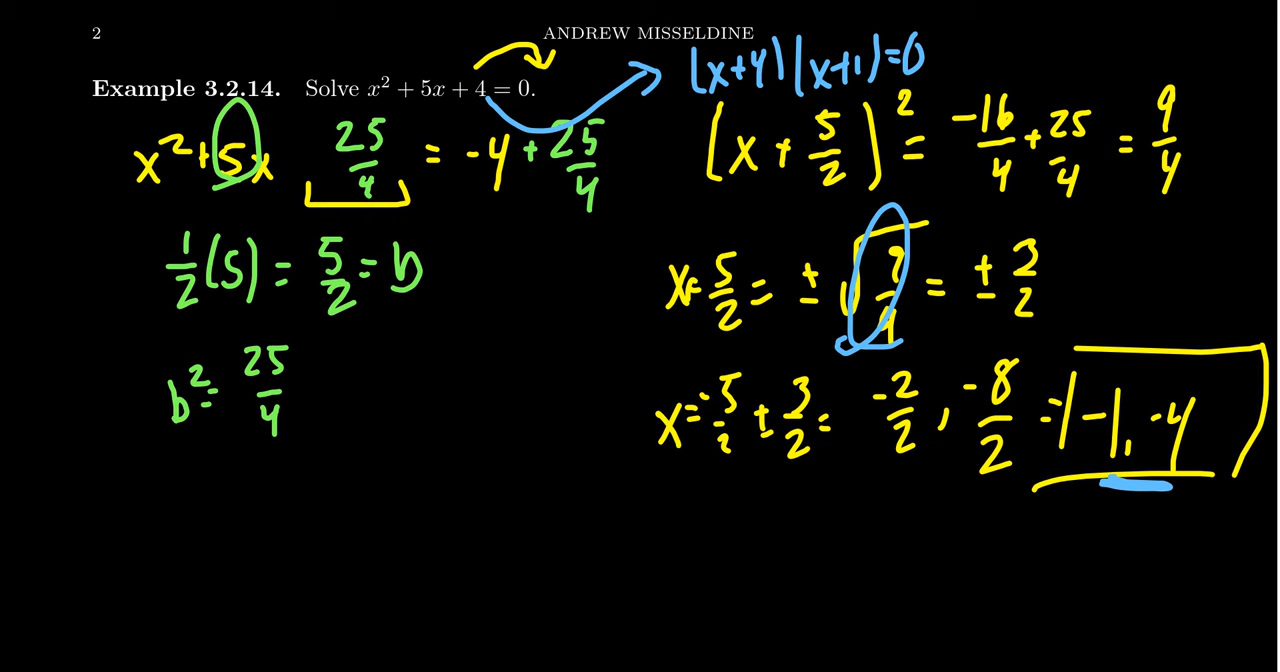 2
ANDREW MISSELDINE
Example 3.2.14. Solve x² + 5x + 4 = 0.
(x+4)(x+1)=0
x²+5x 25/4 = -4 + 25/4
(x + 5/2)² = -16/4 + 25/4 = 9/4
1/2(5) = 5/2 = b
x+5/2 = ± √9/4 = ± 3/2
b² = 25/4
x = -5/2 ± 3/2 = -2/2, -8/2 = -1, -4